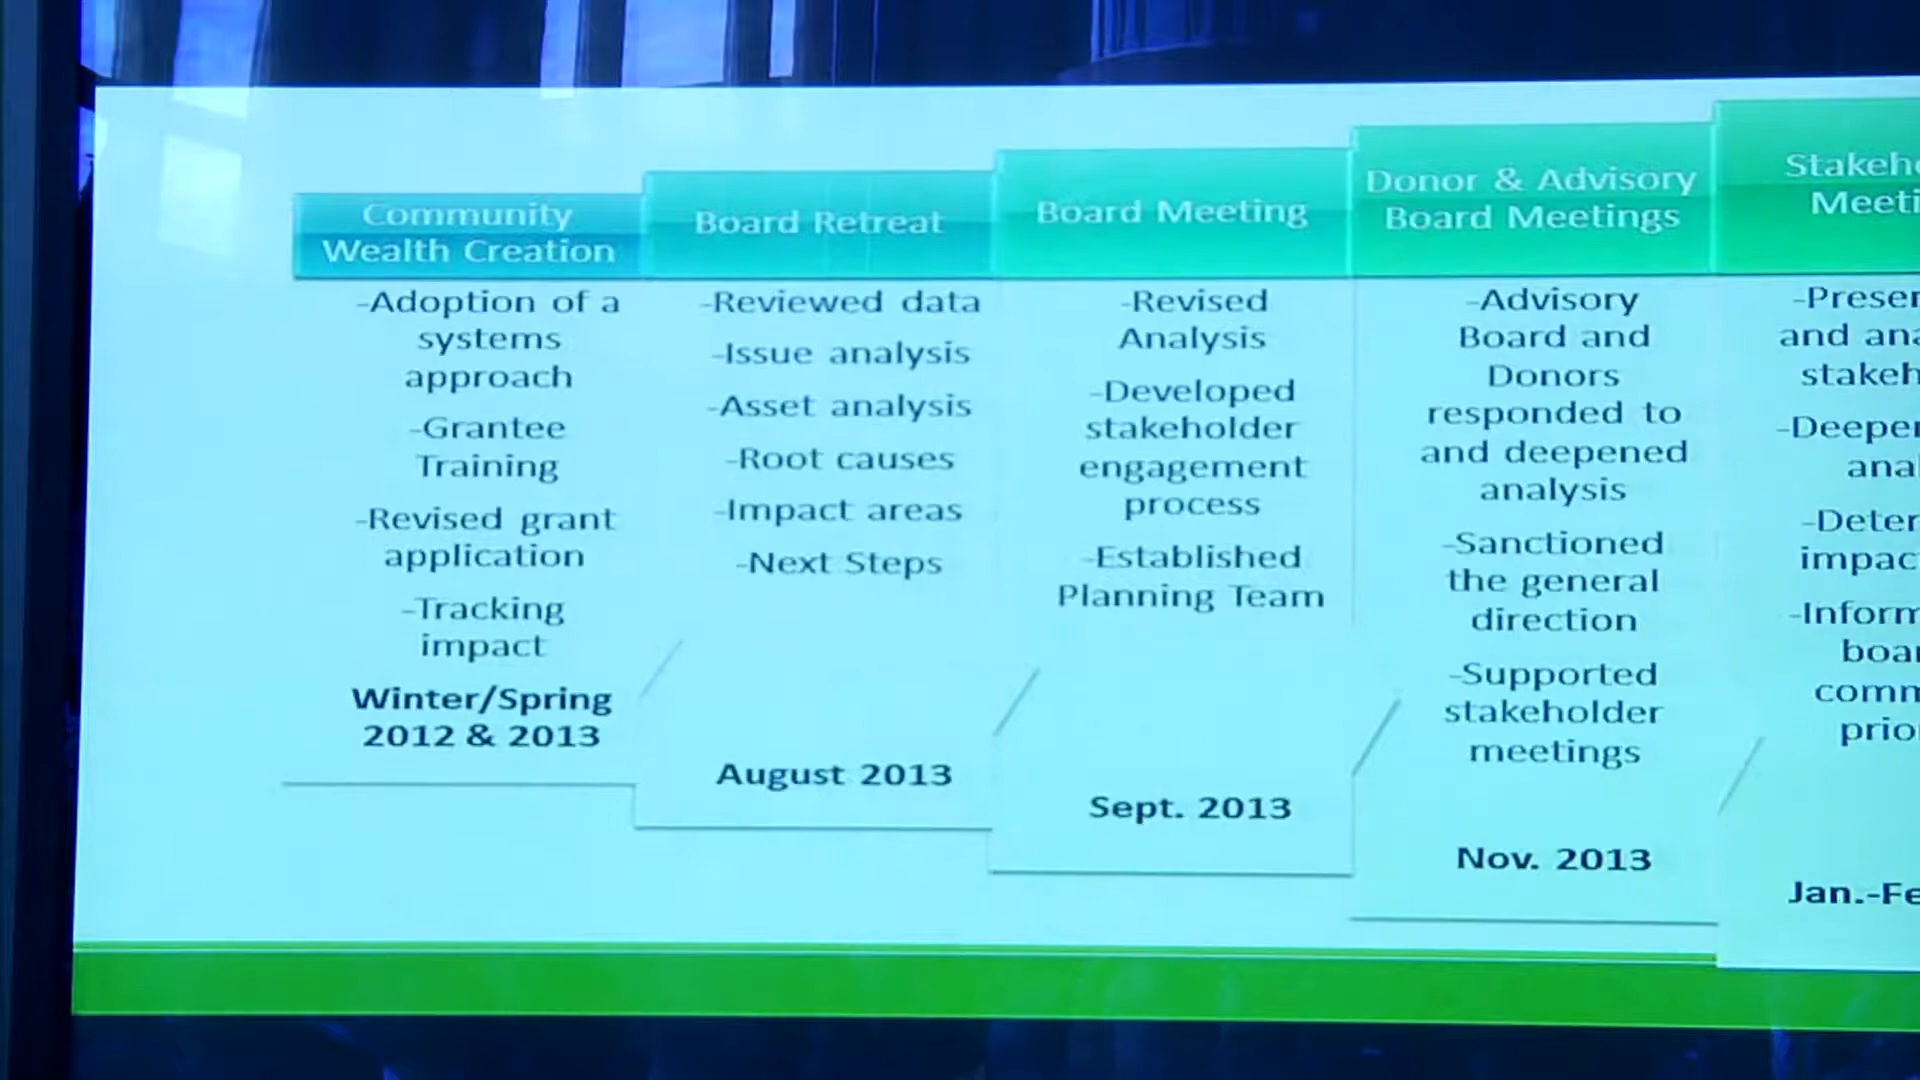 Community
Wealth Creation
-Adoption of a
systems
approach
-Grantee
Training
-Revised grant
application
-Tracking
impact
Winter/Spring
2012 & 2013
Board Retreat
-Reviewed data
-Issue analysis
-Asset analysis
-Root causes
-Impact areas
-Next Steps
August 2013
Board Meeting
-Revised
Analysis
-Developed
stakeholder
engagement
process
-Established
Planning Team
Sept. 2013
Donor & Advisory
Board Meetings
-Advisory
Board and
Donors
responded to
and deepened
analysis
-Sanctioned
the general
direction
-Supported
stakeholder
meetings
Nov. 2013
and
Jan.